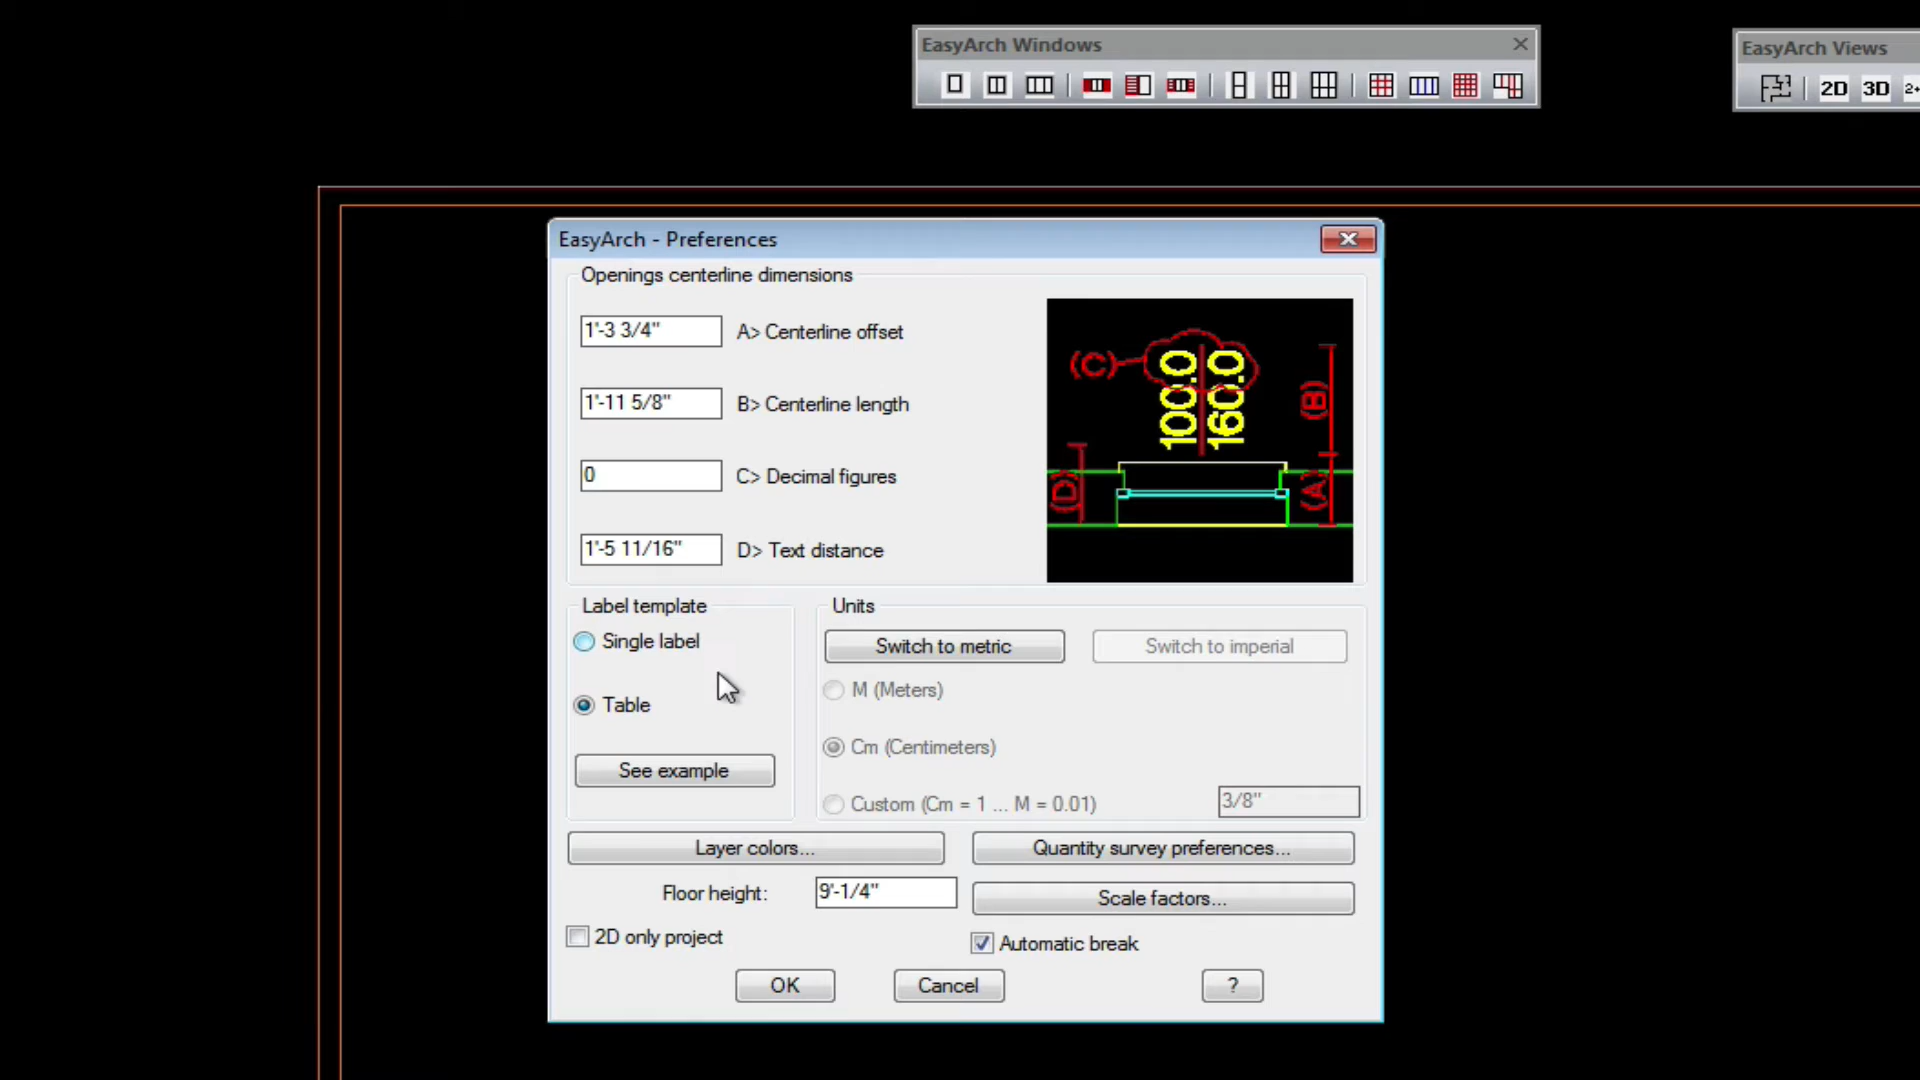 EasyArch Windows
EasyArch Views
2D 3D 2+
EasyArch - Preferences
Openings centerline dimensions
1'-3 3/4" A> Centerline offset
1'-11 5/8" B> Centerline length
0 C> Decimal figures
1'-5 11/16" D> Text distance
(C)
100.0
160.0
(B)
(D)
(A)
Label template
Single label
Table
See example
Units
Switch to metric
Switch to imperial
M (Meters)
Cm (Centimeters)
Custom (Cm = 1 ... M = 0.01) 3/8"
Layer colors...
Quantity survey preferences...
Floor height: 9'-1/4"
Scale factors...
2D only project
Automatic break
OK
Cancel
?